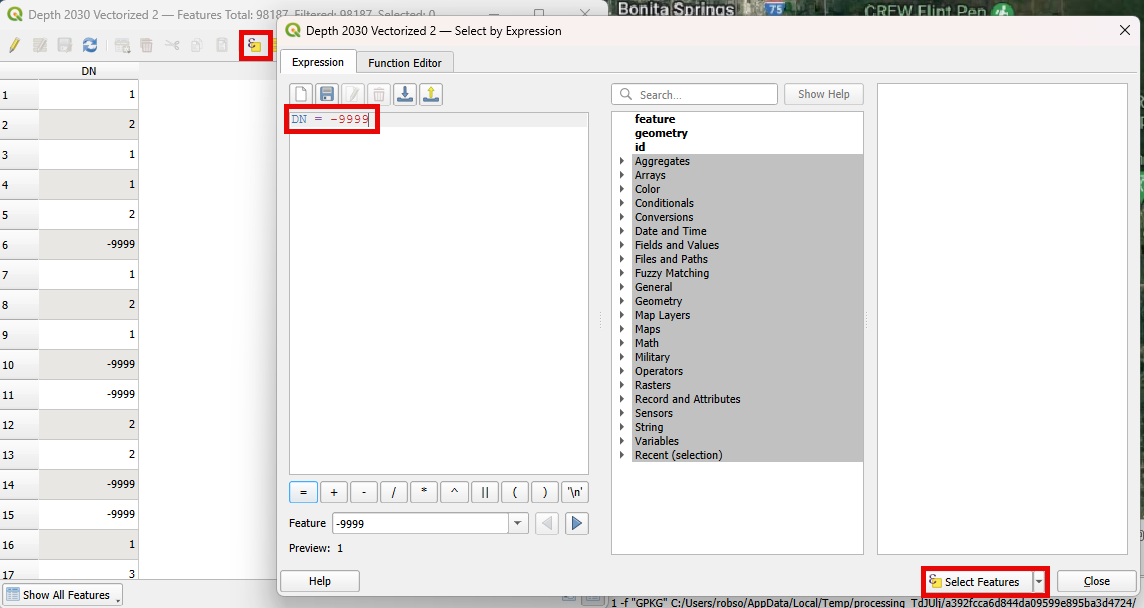 Depth 2030 Vectorized 2 — Features Total: 98187, Filtered: 98187, Selected: 0
Bonita Springs
75
CREW Flint Pen
Depth 2030 Vectorized 2 — Select by Expression
Expression
Function Editor
Search...
Show Help
DN
DN = -9999
1 1
2 2
3 1
4 1
5 2
6 -9999
7 1
8 2
9 1
10 -9999
11 -9999
12 2
13 2
14 -9999
15 -9999
16 1
17 3
feature
geometry
id
Aggregates
Arrays
Color
Conditionals
Conversions
Date and Time
Fields and Values
Files and Paths
Fuzzy Matching
General
Geometry
Map Layers
Maps
Math
Military
Operators
Rasters
Record and Attributes
Sensors
String
Variables
Recent (selection)
= + - / * ^ || ( ) '\n'
Feature -9999
Preview: 1
Help
Select Features
Close
Show All Features
1 -f "GPKG" C:/Users/robso/AppData/Local/Temp/processing_TdJUlj/a392fcca6d844da09599e895ba3d4724/